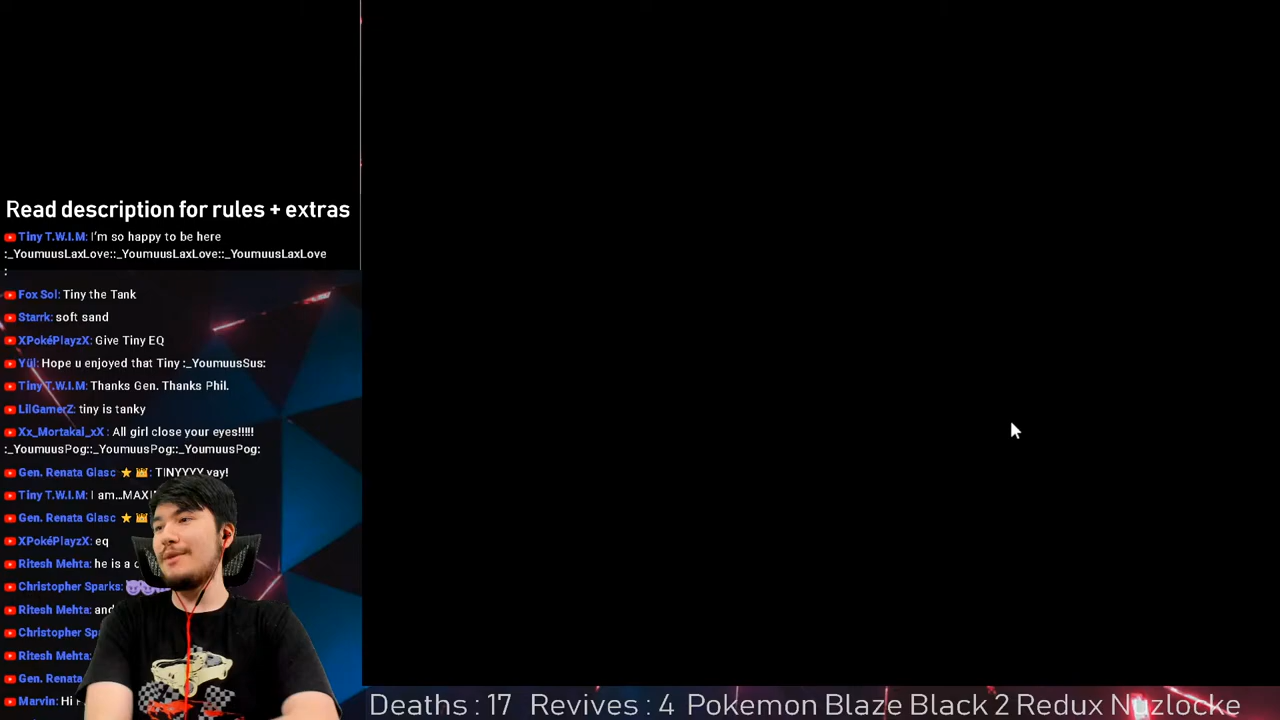 Read description for rules + extras
Tiny T.W.I.M: I'm so happy to be here
:_YoumuusLaxLove::_YoumuusLaxLove::_YoumuusLaxLove
:
Fox Sol: Tiny the Tank
Starrk: soft sand
XPokéPlayzX: Give Tiny EQ
Yül: Hope u enjoyed that Tiny :_YoumuusSus:
Tiny T.W.I.M: Thanks Gen. Thanks Phil.
LilGamerZ: tiny is tanky
Xx_Mortakal_xX : All girl close your eyes!!!!!
:_YoumuusPog::_YoumuusPog::_YoumuusPog:
Gen. Renata Glasc : TINYYYY yay!
Tiny T.W.I.M: I am...
Gen. Renata Glasc
XPokéPlayzX: eq
Ritesh Mehta: he is a
Christopher Sparks:
Ritesh Mehta: and
Christopher
Ritesh Mehta:
Gen.
Marvin: Hi
Deaths : 17 Revives : 4 Pokemon Blaze Black 2 Redux Nuzlocke